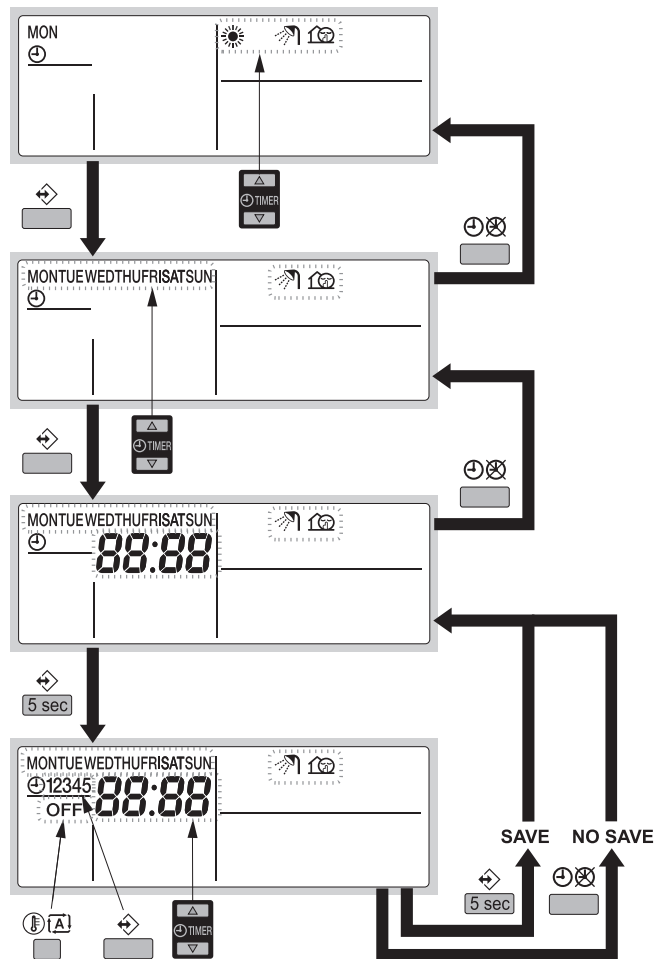 MON
TIMER
MONTUEWEDTHUFRISATSUN
TIMER
MONTUEWEDTHUFRISATSUN
88:88
5 sec
MONTUEWEDTHUFRISATSUN
12345
88:88
OFF
SAVE NO SAVE
5 sec
A
TIMER